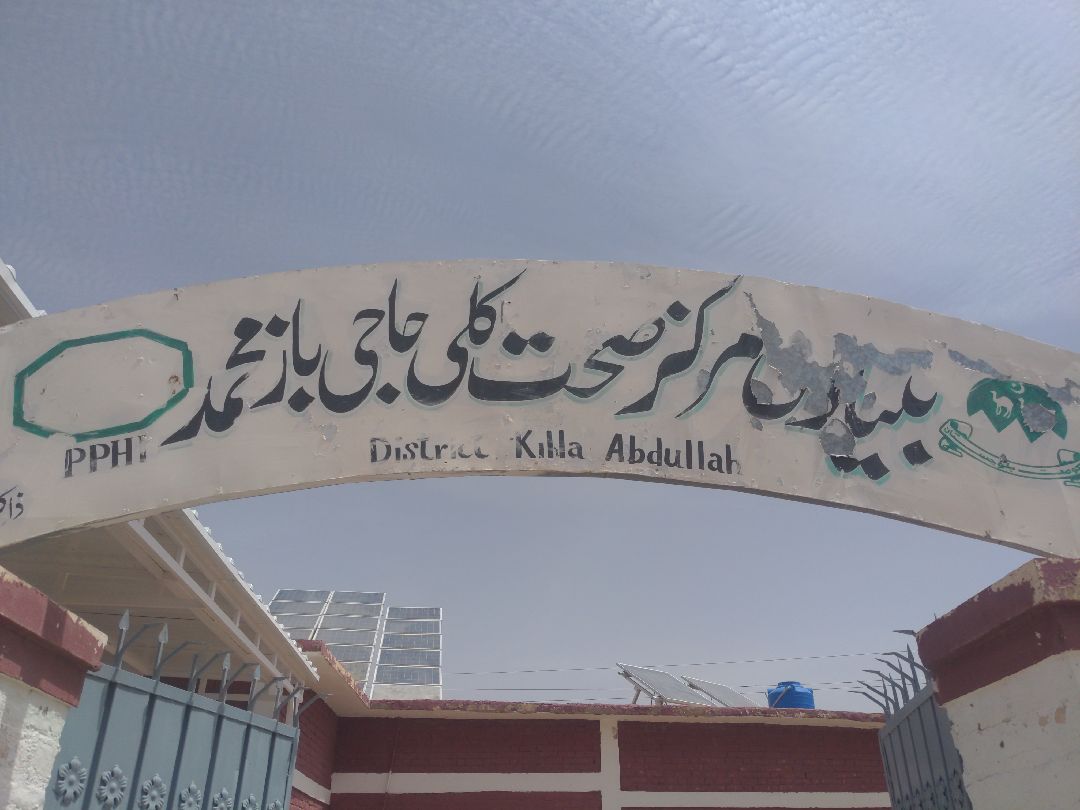 بنیادی مرکز صحت کلی حاجی باز محمد
PPHI
District Killa Abdullah